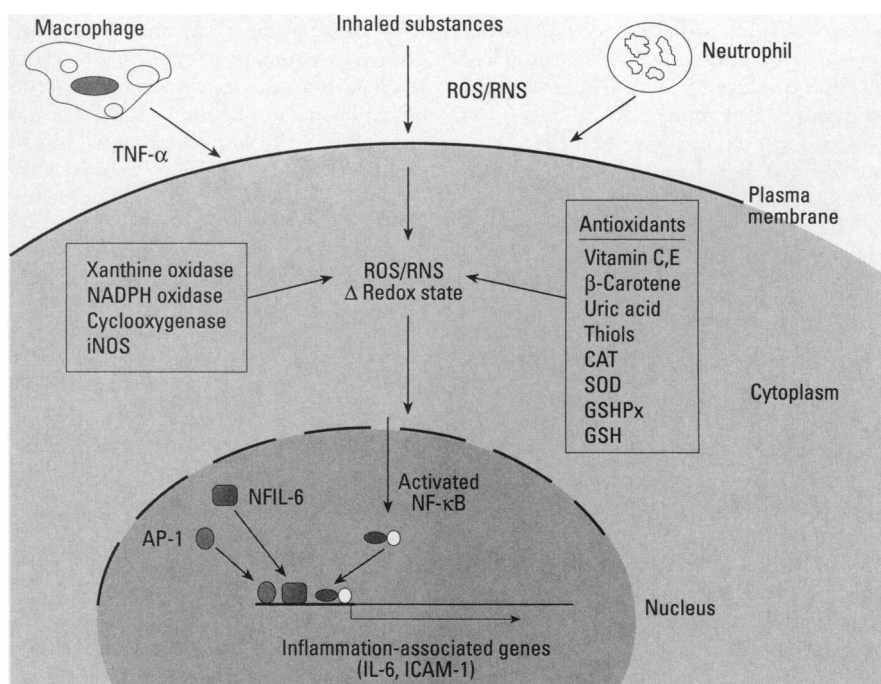 Macrophage
Inhaled substances
Neutrophil
ROS/RNS
TNF-α
Plasma
membrane
Xanthine oxidase
NADPH oxidase
Cyclooxygenase
iNOS
ROS/RNS
Δ Redox state
Antioxidants
Vitamin C,E
β-Carotene
Uric acid
Thiols
CAT
SOD
GSHPx
GSH
Cytoplasm
Activated
NF-κB
NFIL-6
AP-1
Nucleus
Inflammation-associated genes
(IL-6, ICAM-1)